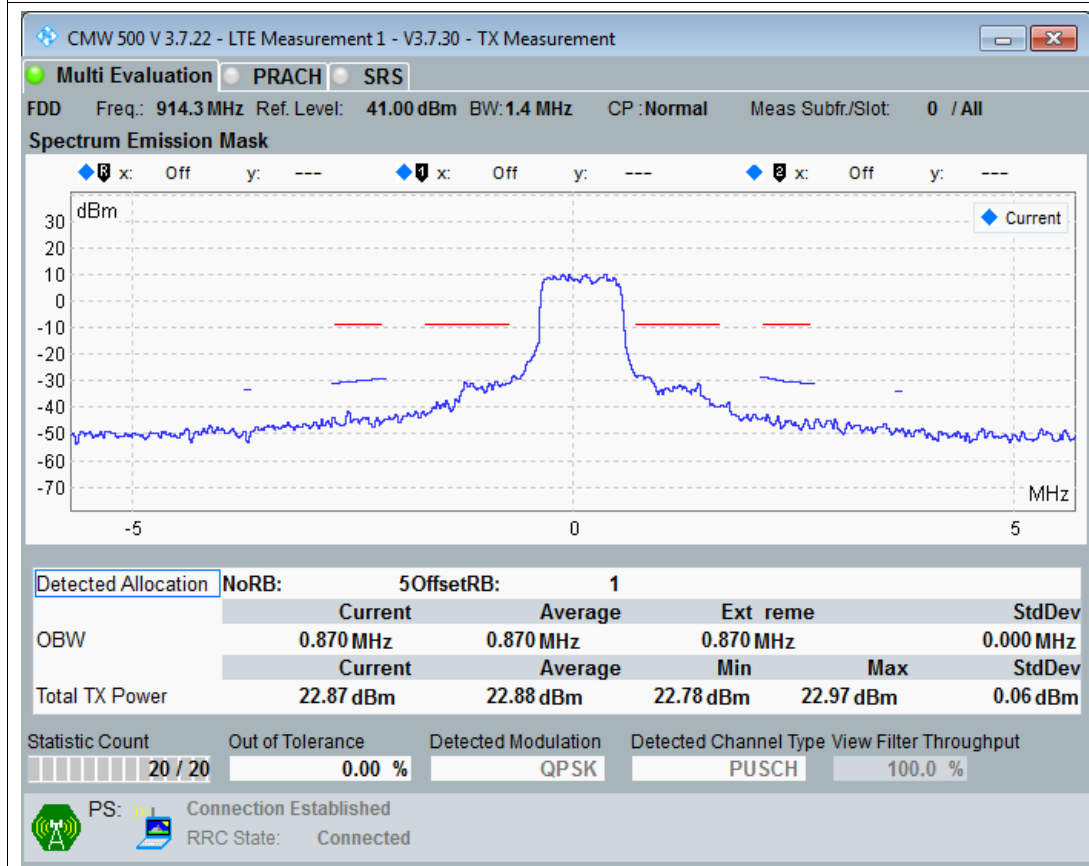 CMW 500 V 3.7.22 - LTE Measurement 1 - V3.7.30 - TX Measurement
Multi Evaluation PRACH SRS
FDD Freq.: 914.3 MHz Ref. Level: 41.00 dBm BW: 1.4 MHz CP : Normal Meas Subfr./Slot: 0 / All
Spectrum Emission Mask
R x: Off y: --- 1 x: Off y: --- 2 x: Off y: ---
dBm
Current
30
20
10
0
-10
-20
-30
-40
-50
-60
-70
MHz
-5 0 5
Detected Allocation NoRB: 5 OffsetRB: 1
Current Average Ext reme StdDev
OBW 0.870 MHz 0.870 MHz 0.870 MHz 0.000 MHz
Current Average Min Max StdDev
Total TX Power 22.87 dBm 22.88 dBm 22.78 dBm 22.97 dBm 0.06 dBm
Statistic Count Out of Tolerance Detected Modulation Detected Channel Type View Filter Throughput
20 / 20 0.00 % QPSK PUSCH 100.0 %
PS: Connection Established
RRC State: Connected